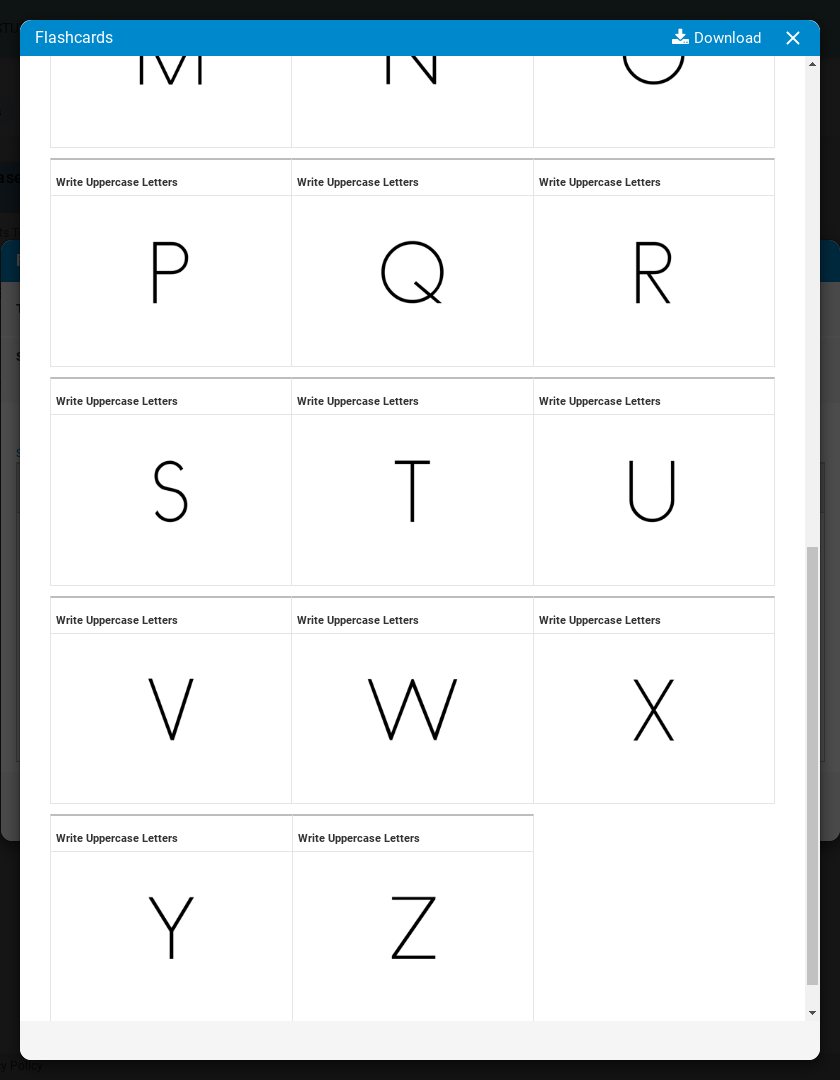 Flashcards
Download
M N O
Write Uppercase Letters Write Uppercase Letters Write Uppercase Letters
P Q R
Write Uppercase Letters Write Uppercase Letters Write Uppercase Letters
S T U
Write Uppercase Letters Write Uppercase Letters Write Uppercase Letters
V W X
Write Uppercase Letters Write Uppercase Letters
Y Z
Policy